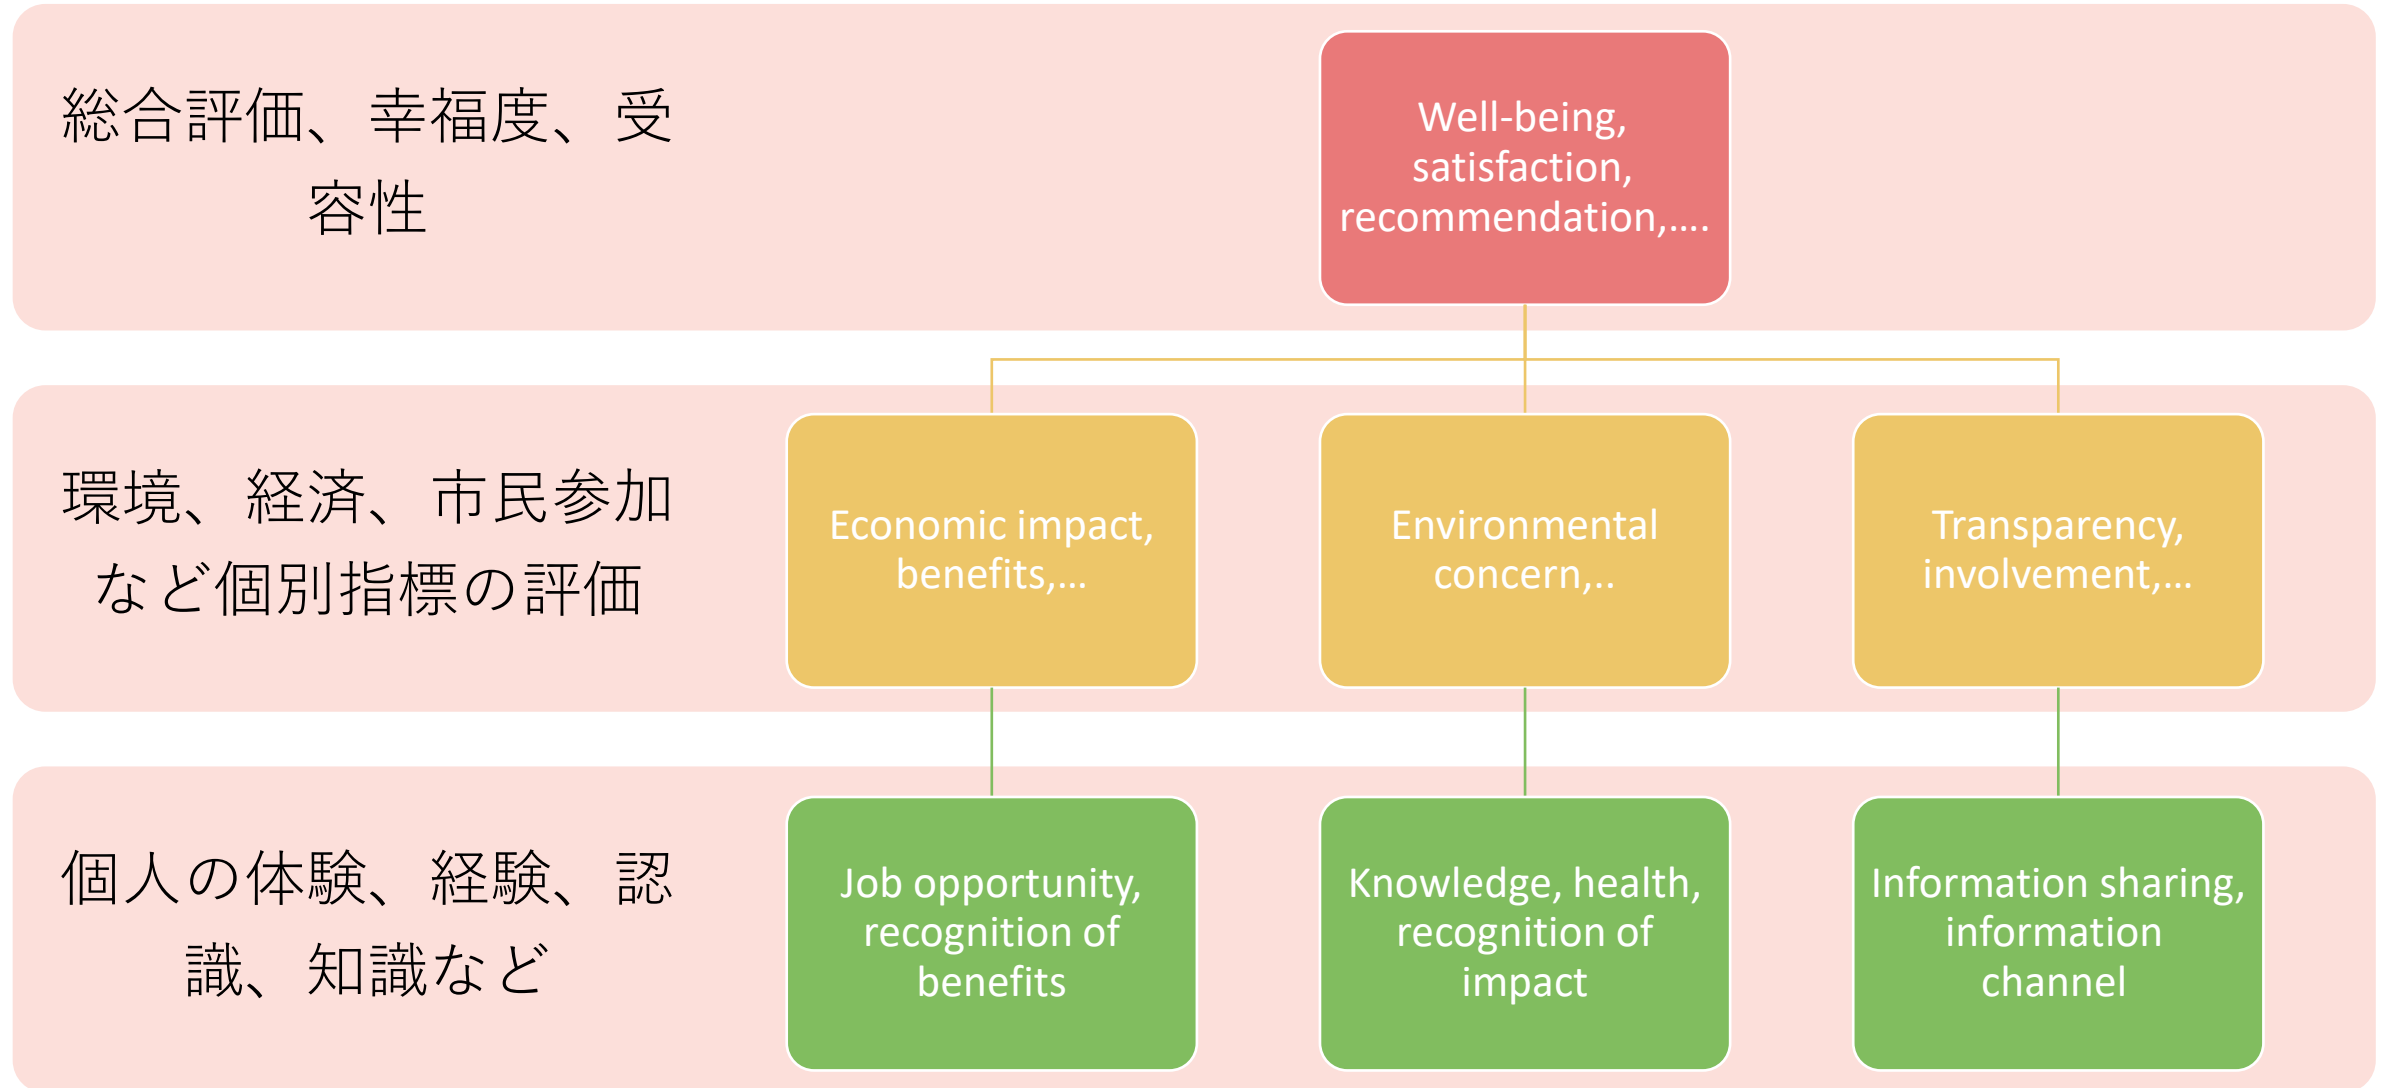 総合評価、幸福度、受
容性
Well-being,
satisfaction,
recommendation,....
環境、経済、市民参加
など個別指標の評価
Economic impact,
benefits,...
Environmental
concern,..
Transparency,
involvement,...
個人の体験、経験、認
識、知識など
Job opportunity,
recognition of
benefits
Knowledge, health,
recognition of
impact
Information sharing,
information
channel